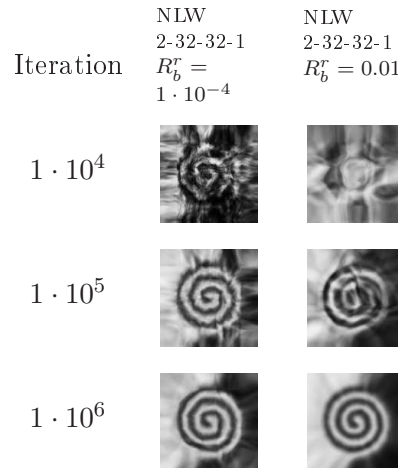 Iteration
NLW
2-32-32-1
R_b^r =
1 · 10^{-4}
NLW
2-32-32-1
R_b^r = 0.01
1 · 10^4
1 · 10^5
1 · 10^6